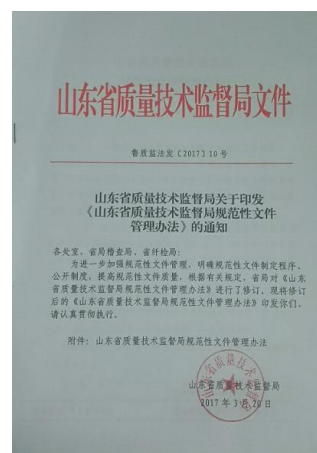 山东省质量技术监督局文件
鲁质监法发〔2017〕10号
山东省质量技术监督局关于印发
《山东省质量技术监督局规范性文件
管理办法》的通知
各处室，省局稽查局、省纤检局：
为进一步加强规范性文件管理，明确规范性文件制定程序、
公开制度，提高规范性文件质量，根据有关规定，省局对《山东
省质量技术监督局规范性文件管理办法》进行了修订。现将修订
后的《山东省质量技术监督局规范性文件管理办法》印发你们，
请认真贯彻执行。
附件：山东省质量技术监督局规范性文件管理办法
山东省质量技术监督局
2017年3月20日